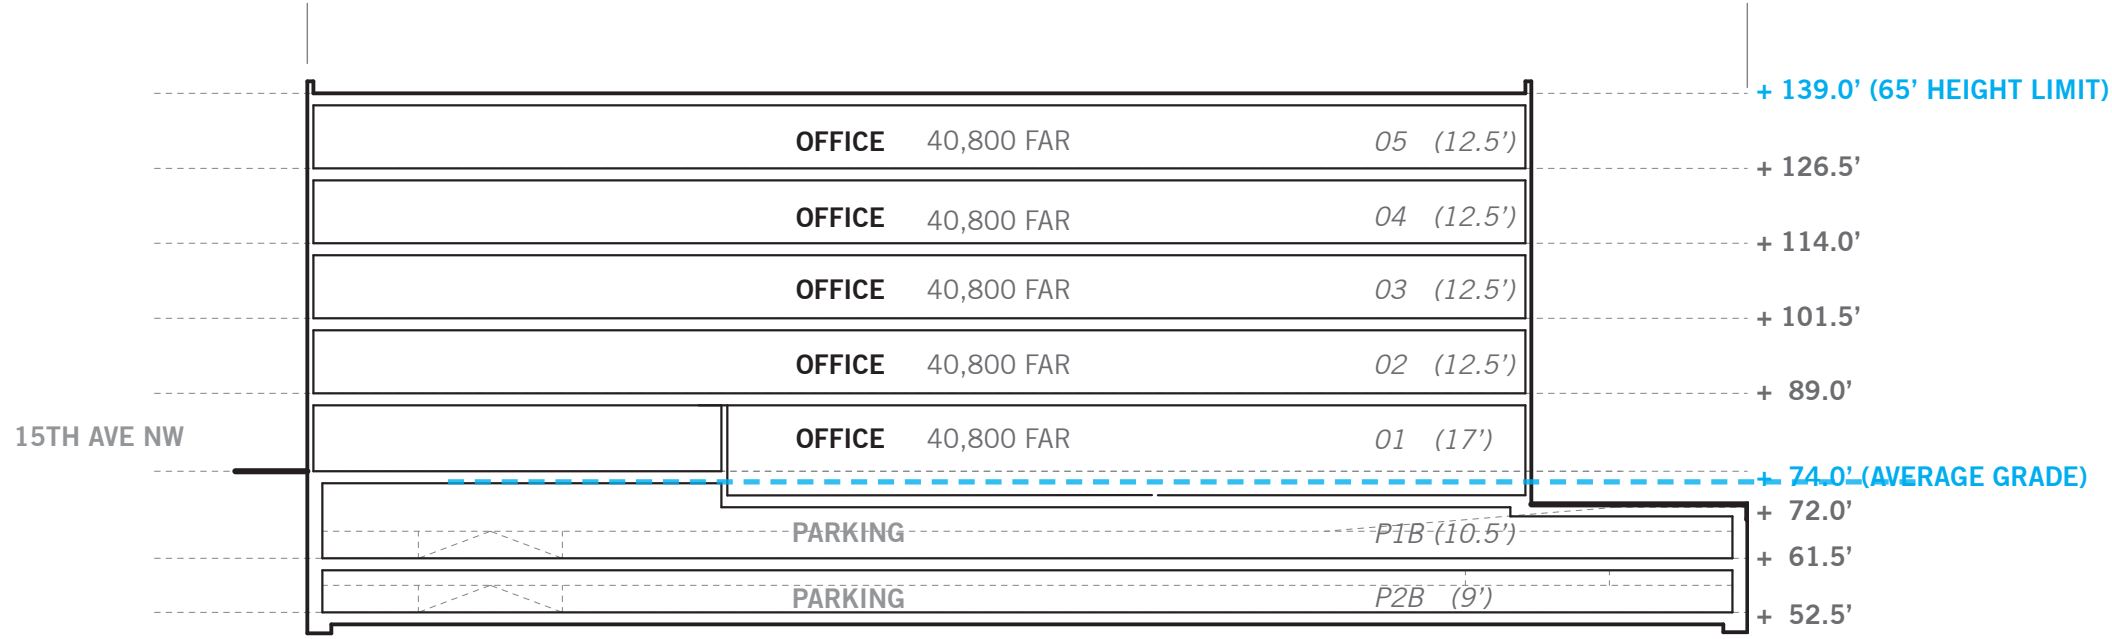 + 139.0’ (65’ HEIGHT LIMIT)
OFFICE 40,800 FAR 05 (12.5’)
+ 126.5’
OFFICE 40,800 FAR 04 (12.5’)
+ 114.0’
OFFICE 40,800 FAR 03 (12.5’)
+ 101.5’
OFFICE 40,800 FAR 02 (12.5’)
+ 89.0’
15TH AVE NW OFFICE 40,800 FAR 01 (17’)
+ 74.0’ (AVERAGE GRADE)
+ 72.0’
PARKING P1B (10.5’)
+ 61.5’
PARKING P2B (9’)
+ 52.5’